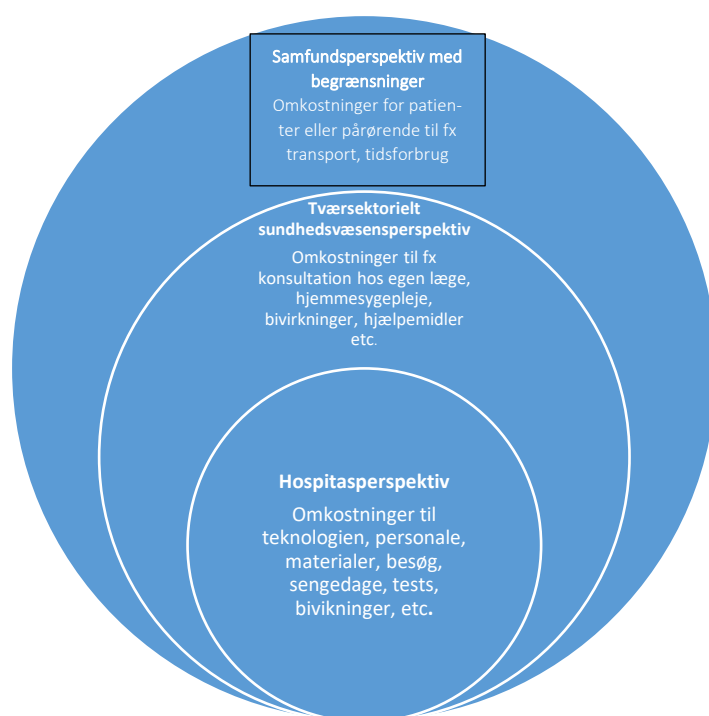 Samfundsperspektiv med
begrænsninger
Omkostninger for patien-
ter eller pårørende til fx
transport, tidsforbrug
Tværsektorielt
sundhedsvæsensperspektiv
Omkostninger til fx
konsultation hos egen læge,
hjemmesygepleje,
bivirkninger, hjælpemidler
etc.
Hospitasperspektiv
Omkostninger til
teknologien, personale,
materialer, besøg,
sengedage, tests,
bivikninger, etc.